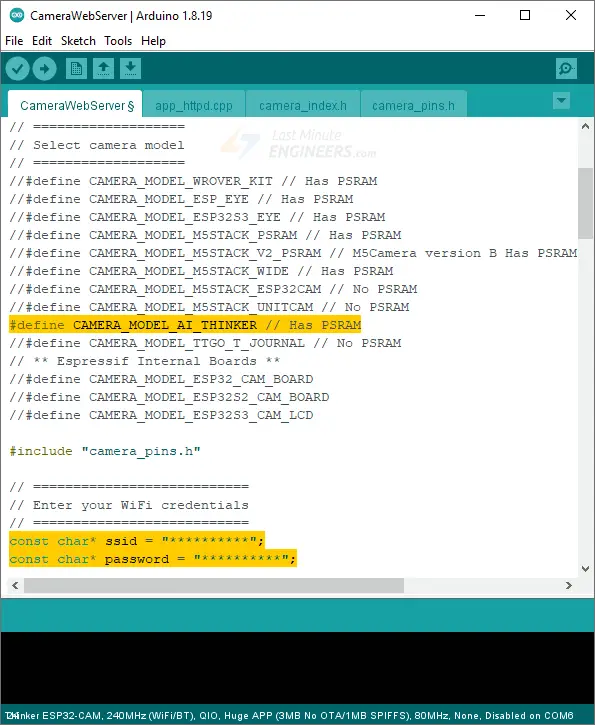 CameraWebServer | Arduino 1.8.19
File Edit Sketch Tools Help
CameraWebServer § app_httpd.cpp camera_index.h camera_pins.h
// ===================
// Select camera model
// ===================
Last Minute
ENGINEERS.com
//#define CAMERA_MODEL_WROVER_KIT // Has PSRAM
//#define CAMERA_MODEL_ESP_EYE // Has PSRAM
//#define CAMERA_MODEL_ESP32S3_EYE // Has PSRAM
//#define CAMERA_MODEL_M5STACK_PSRAM // Has PSRAM
//#define CAMERA_MODEL_M5STACK_V2_PSRAM // M5Camera version B Has PSRAM
//#define CAMERA_MODEL_M5STACK_WIDE // Has PSRAM
//#define CAMERA_MODEL_M5STACK_ESP32CAM // No PSRAM
//#define CAMERA_MODEL_M5STACK_UNITCAM // No PSRAM
#define CAMERA_MODEL_AI_THINKER // Has PSRAM
//#define CAMERA_MODEL_TTGO_T_JOURNAL // No PSRAM
// ** Espressif Internal Boards **
//#define CAMERA_MODEL_ESP32_CAM_BOARD
//#define CAMERA_MODEL_ESP32S2_CAM_BOARD
//#define CAMERA_MODEL_ESP32S3_CAM_LCD
#include "camera_pins.h"
// ===========================
// Enter your WiFi credentials
// ===========================
const char* ssid = "**********";
const char* password = "**********";
ESP32-CAM, 240MHz (WiFi/BT), QIO, Huge APP (3MB No OTA/1MB SPIFFS), 80MHz, None, Disabled on COM6